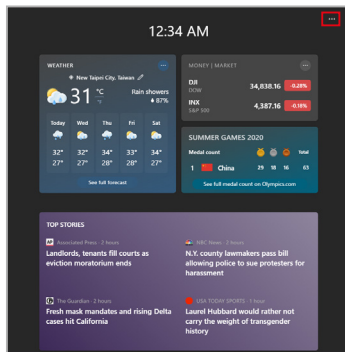 12:34 AM
WEATHER
New Taipei City, Taiwan
31 °C
°F
Rain showers
87%
Today Wed Thu Fri Sat
32° 32° 33° 33° 34°
27° 27° 28° 28° 27°
See full forecast
MONEY | MARKET
DJI
DOW
34,838.16 -0.28%
INX
S&P 500
4,387.16 -0.18%
SUMMER GAMES 2020
Medal count Total
1 China 29 18 16 63
See full medal count on Olympics.com
TOP STORIES
AP Associated Press · 2 hours
Landlords, tenants fill courts as
eviction moratorium ends
NBC News · 2 hours
N.Y. county lawmakers pass bill
allowing police to sue protesters for
harassment
The Guardian · 2 hours
Fresh mask mandates and rising Delta
cases hit California
USA TODAY SPORTS · 1 hour
Laurel Hubbard would rather not
carry the weight of transgender
history